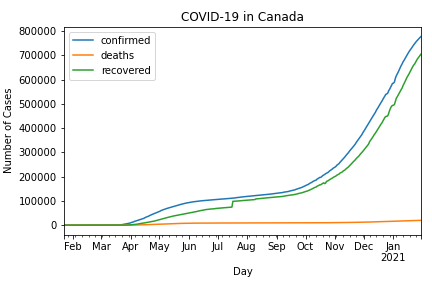 COVID-19 in Canada
confirmed
deaths
recovered
Number of Cases
800000
700000
600000
500000
400000
300000
200000
100000
0
Feb Mar Apr May Jun Jul Aug Sep Oct Nov Dec Jan
2021
Day